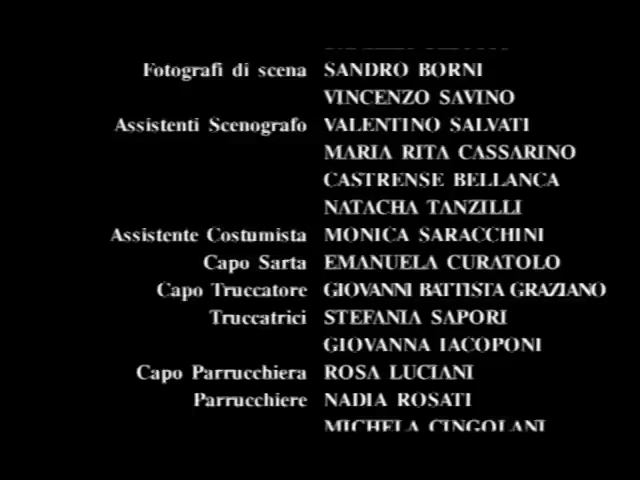 Fotografi di scena SANDRO BORNI
VINCENZO SAVINO
Assistenti Scenografo VALENTINO SALVATI
MARIA RITA CASSARINO
CASTRENSE BELLANCA
NATACHA TANZILLI
Assistente Costumista MONICA SARACCHINI
Capo Sarta EMANUELA CURATOLO
Capo Truccatore GIOVANNI BATTISTA GRAZIANO
Truccatrici STEFANIA SAPORI
GIOVANNA IACOPONI
Capo Parrucchiera ROSA LUCIANI
Parrucchiere NADIA ROSATI
MICHELA CINGOLANI